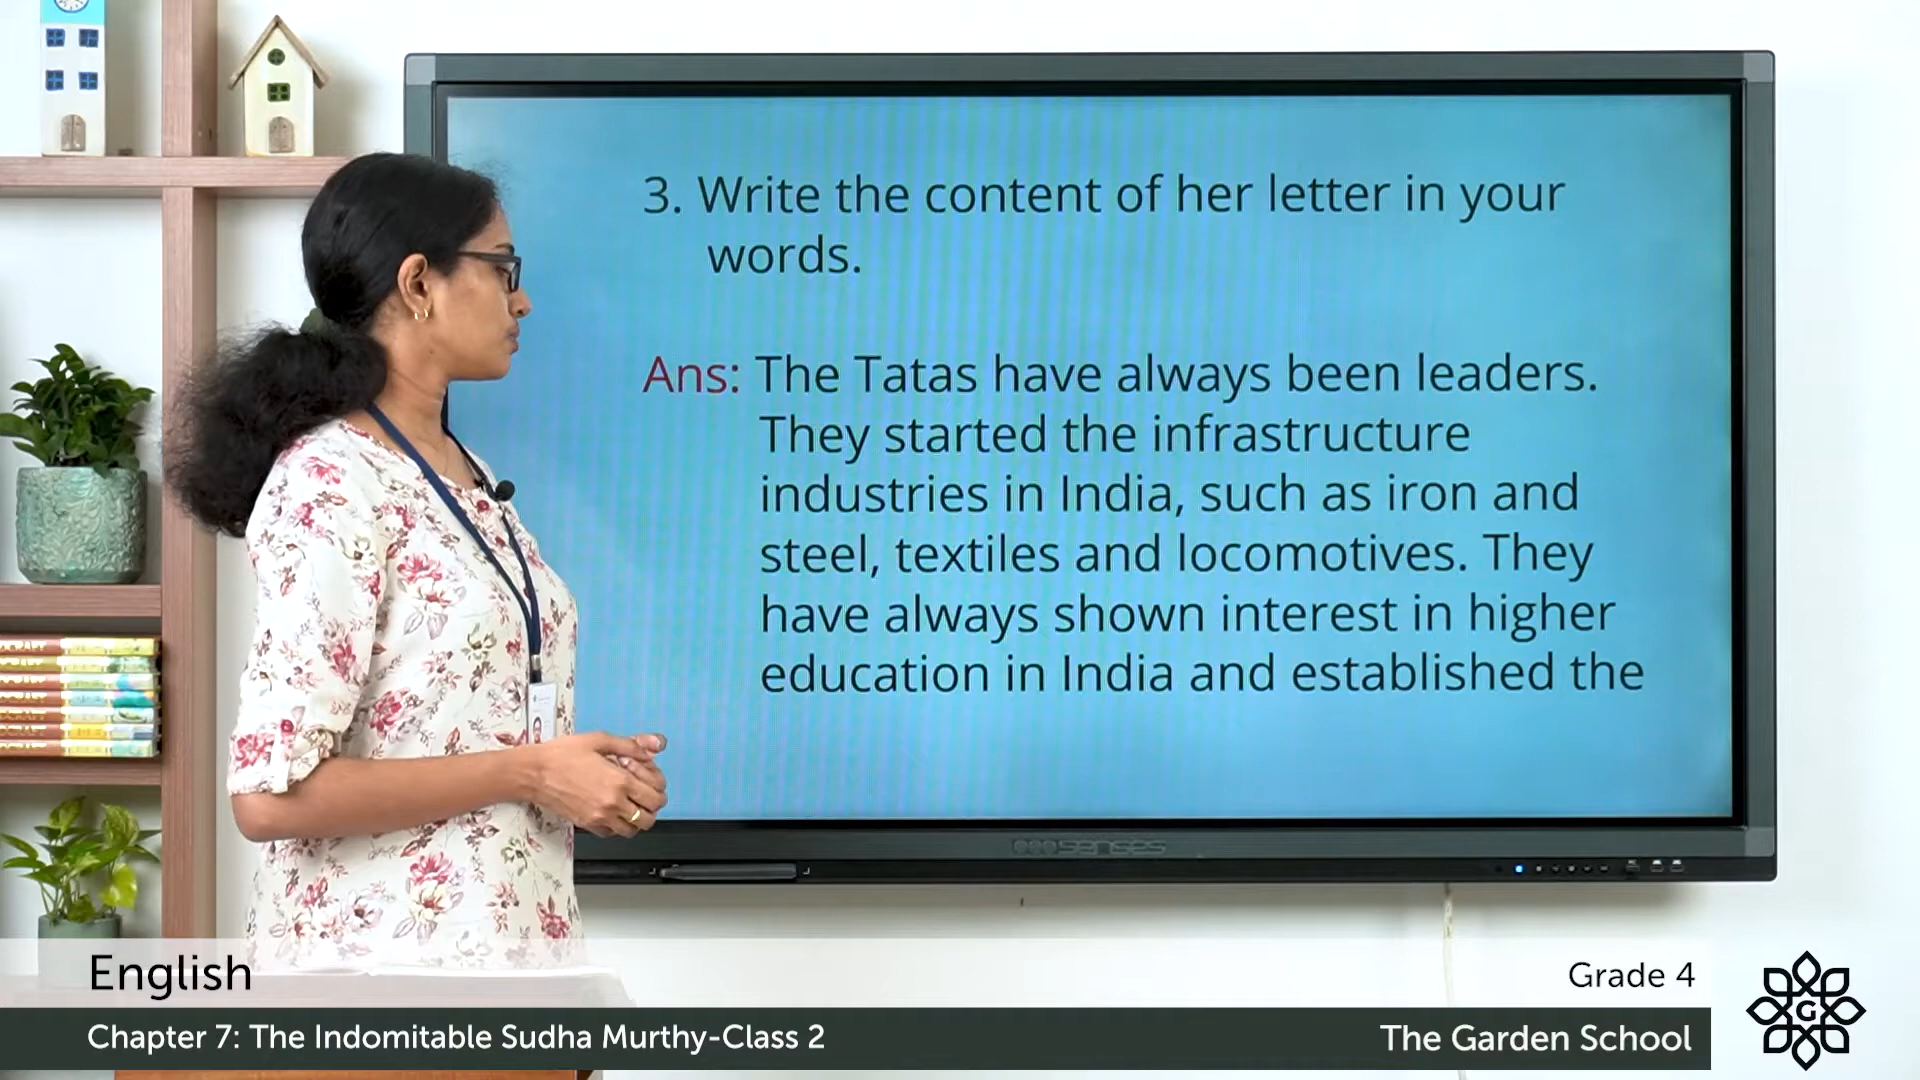 3. Write the content of her letter in your
words.
Ans: The Tatas have always been leaders.
They started the infrastructure
industries in India, such as iron and
steel, textiles and locomotives. They
have always shown interest in higher
education in India and established the
English
Grade 4
Chapter 7: The Indomitable Sudha Murthy-Class 2
The Garden School
G